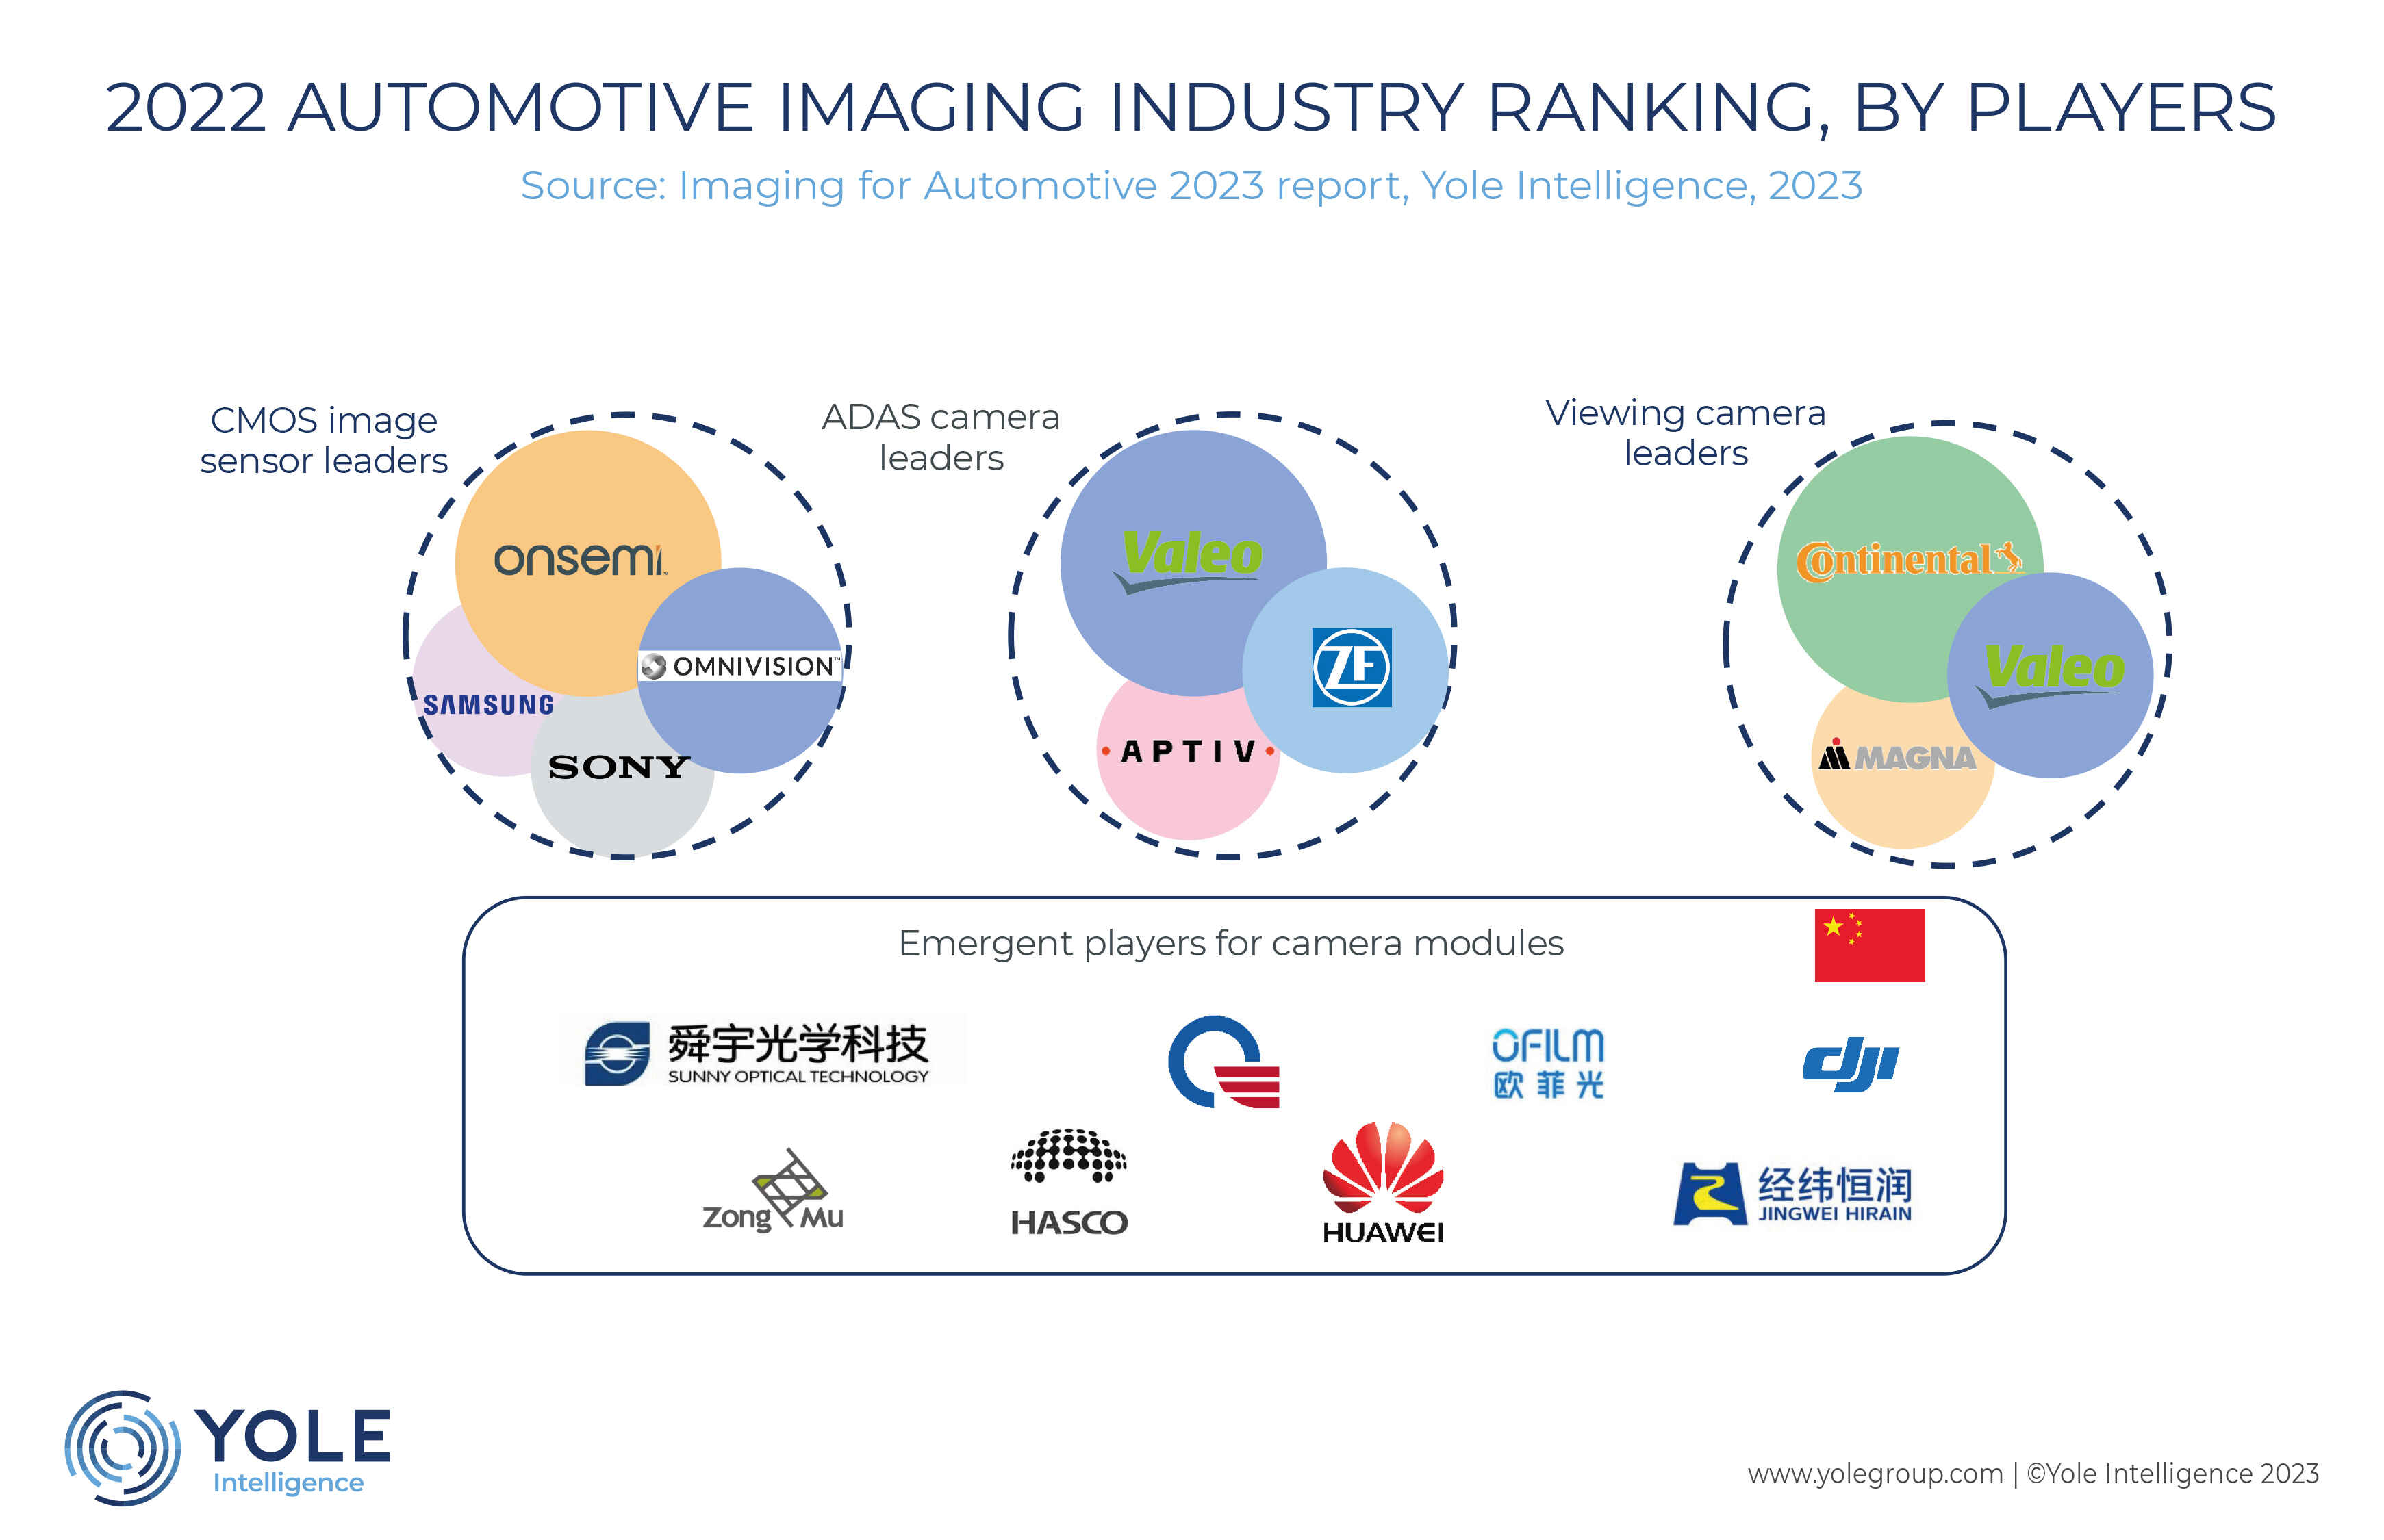 2022 AUTOMOTIVE IMAGING INDUSTRY RANKING, BY PLAYERS
Source: Imaging for Automotive 2023 report, Yole Intelligence, 2023
CMOS image
sensor leaders
onsemi™
OMNIVISION™
SAMSUNG
SONY
ADAS camera
leaders
Valeo
ZF
APTIV
Viewing camera
leaders
Continental
Valeo
MAGNA
Emergent players for camera modules
舜宇光学科技
SUNNY OPTICAL TECHNOLOGY
OFILM
欧菲光
dji
Zong Mu
HASCO
HUAWEI
经纬恒润
JINGWEI HIRAIN
YOLE
Intelligence
www.yolegroup.com | ©Yole Intelligence 2023